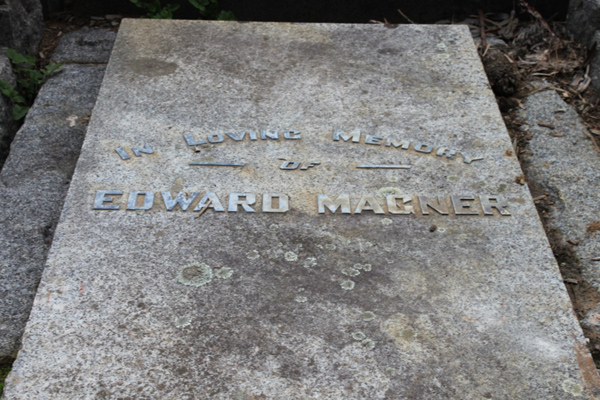 IN LOVING MEMORY
OF
EDWARD MAGNER